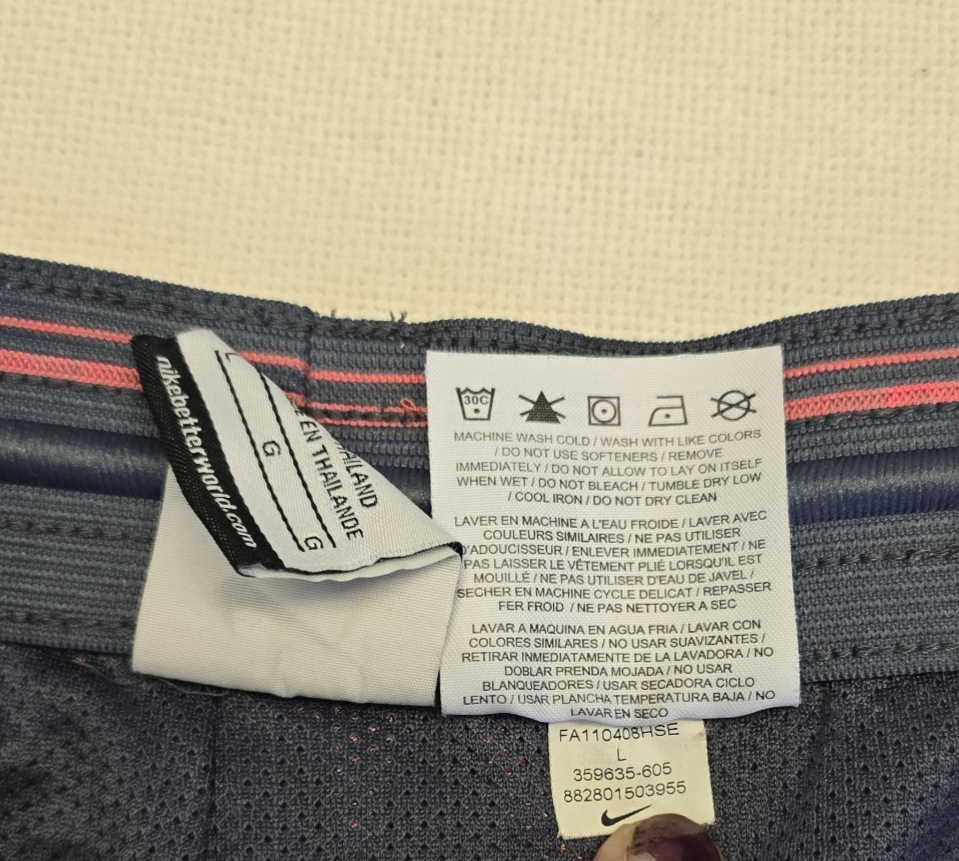 nikebetterworld.com
L
G
G
EN THAILANDE
30C
MACHINE WASH COLD / WASH WITH LIKE COLORS
/ DO NOT USE SOFTENERS / REMOVE
IMMEDIATELY / DO NOT ALLOW TO LAY ON ITSELF
WHEN WET / DO NOT BLEACH / TUMBLE DRY LOW
/ COOL IRON / DO NOT DRY CLEAN
LAVER EN MACHINE A L'EAU FROIDE / LAVER AVEC
COULEURS SIMILAIRES / NE PAS UTILISER
D'ADOUCISSEUR / ENLEVER IMMEDIATEMENT / NE
PAS LAISSER LE VÊTEMENT PLIÉ LORSQU'IL EST
MOUILLÉ / NE PAS UTILISER D'EAU DE JAVEL /
SECHER EN MACHINE CYCLE DELICAT / REPASSER
FER FROID / NE PAS NETTOYER A SEC
LAVAR A MAQUINA EN AGUA FRIA / LAVAR CON
COLORES SIMILARES / NO USAR SUAVIZANTES /
RETIRAR INMEDIATAMENTE DE LA LAVADORA / NO
DOBLAR PRENDA MOJADA / NO USAR
BLANQUEADORES / USAR SECADORA CICLO
LENTO / USAR PLANCHA TEMPERATURA BAJA / NO
LAVAR EN SECO
FA110408HSE
L
359635-605
882801503955